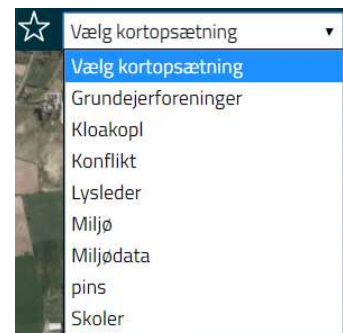 Vælg kortopsætning
Vælg kortopsætning
Grundejerforeninger
Kloakopl
Konflikt
Lysleder
Miljø
Miljødata
pins
Skoler